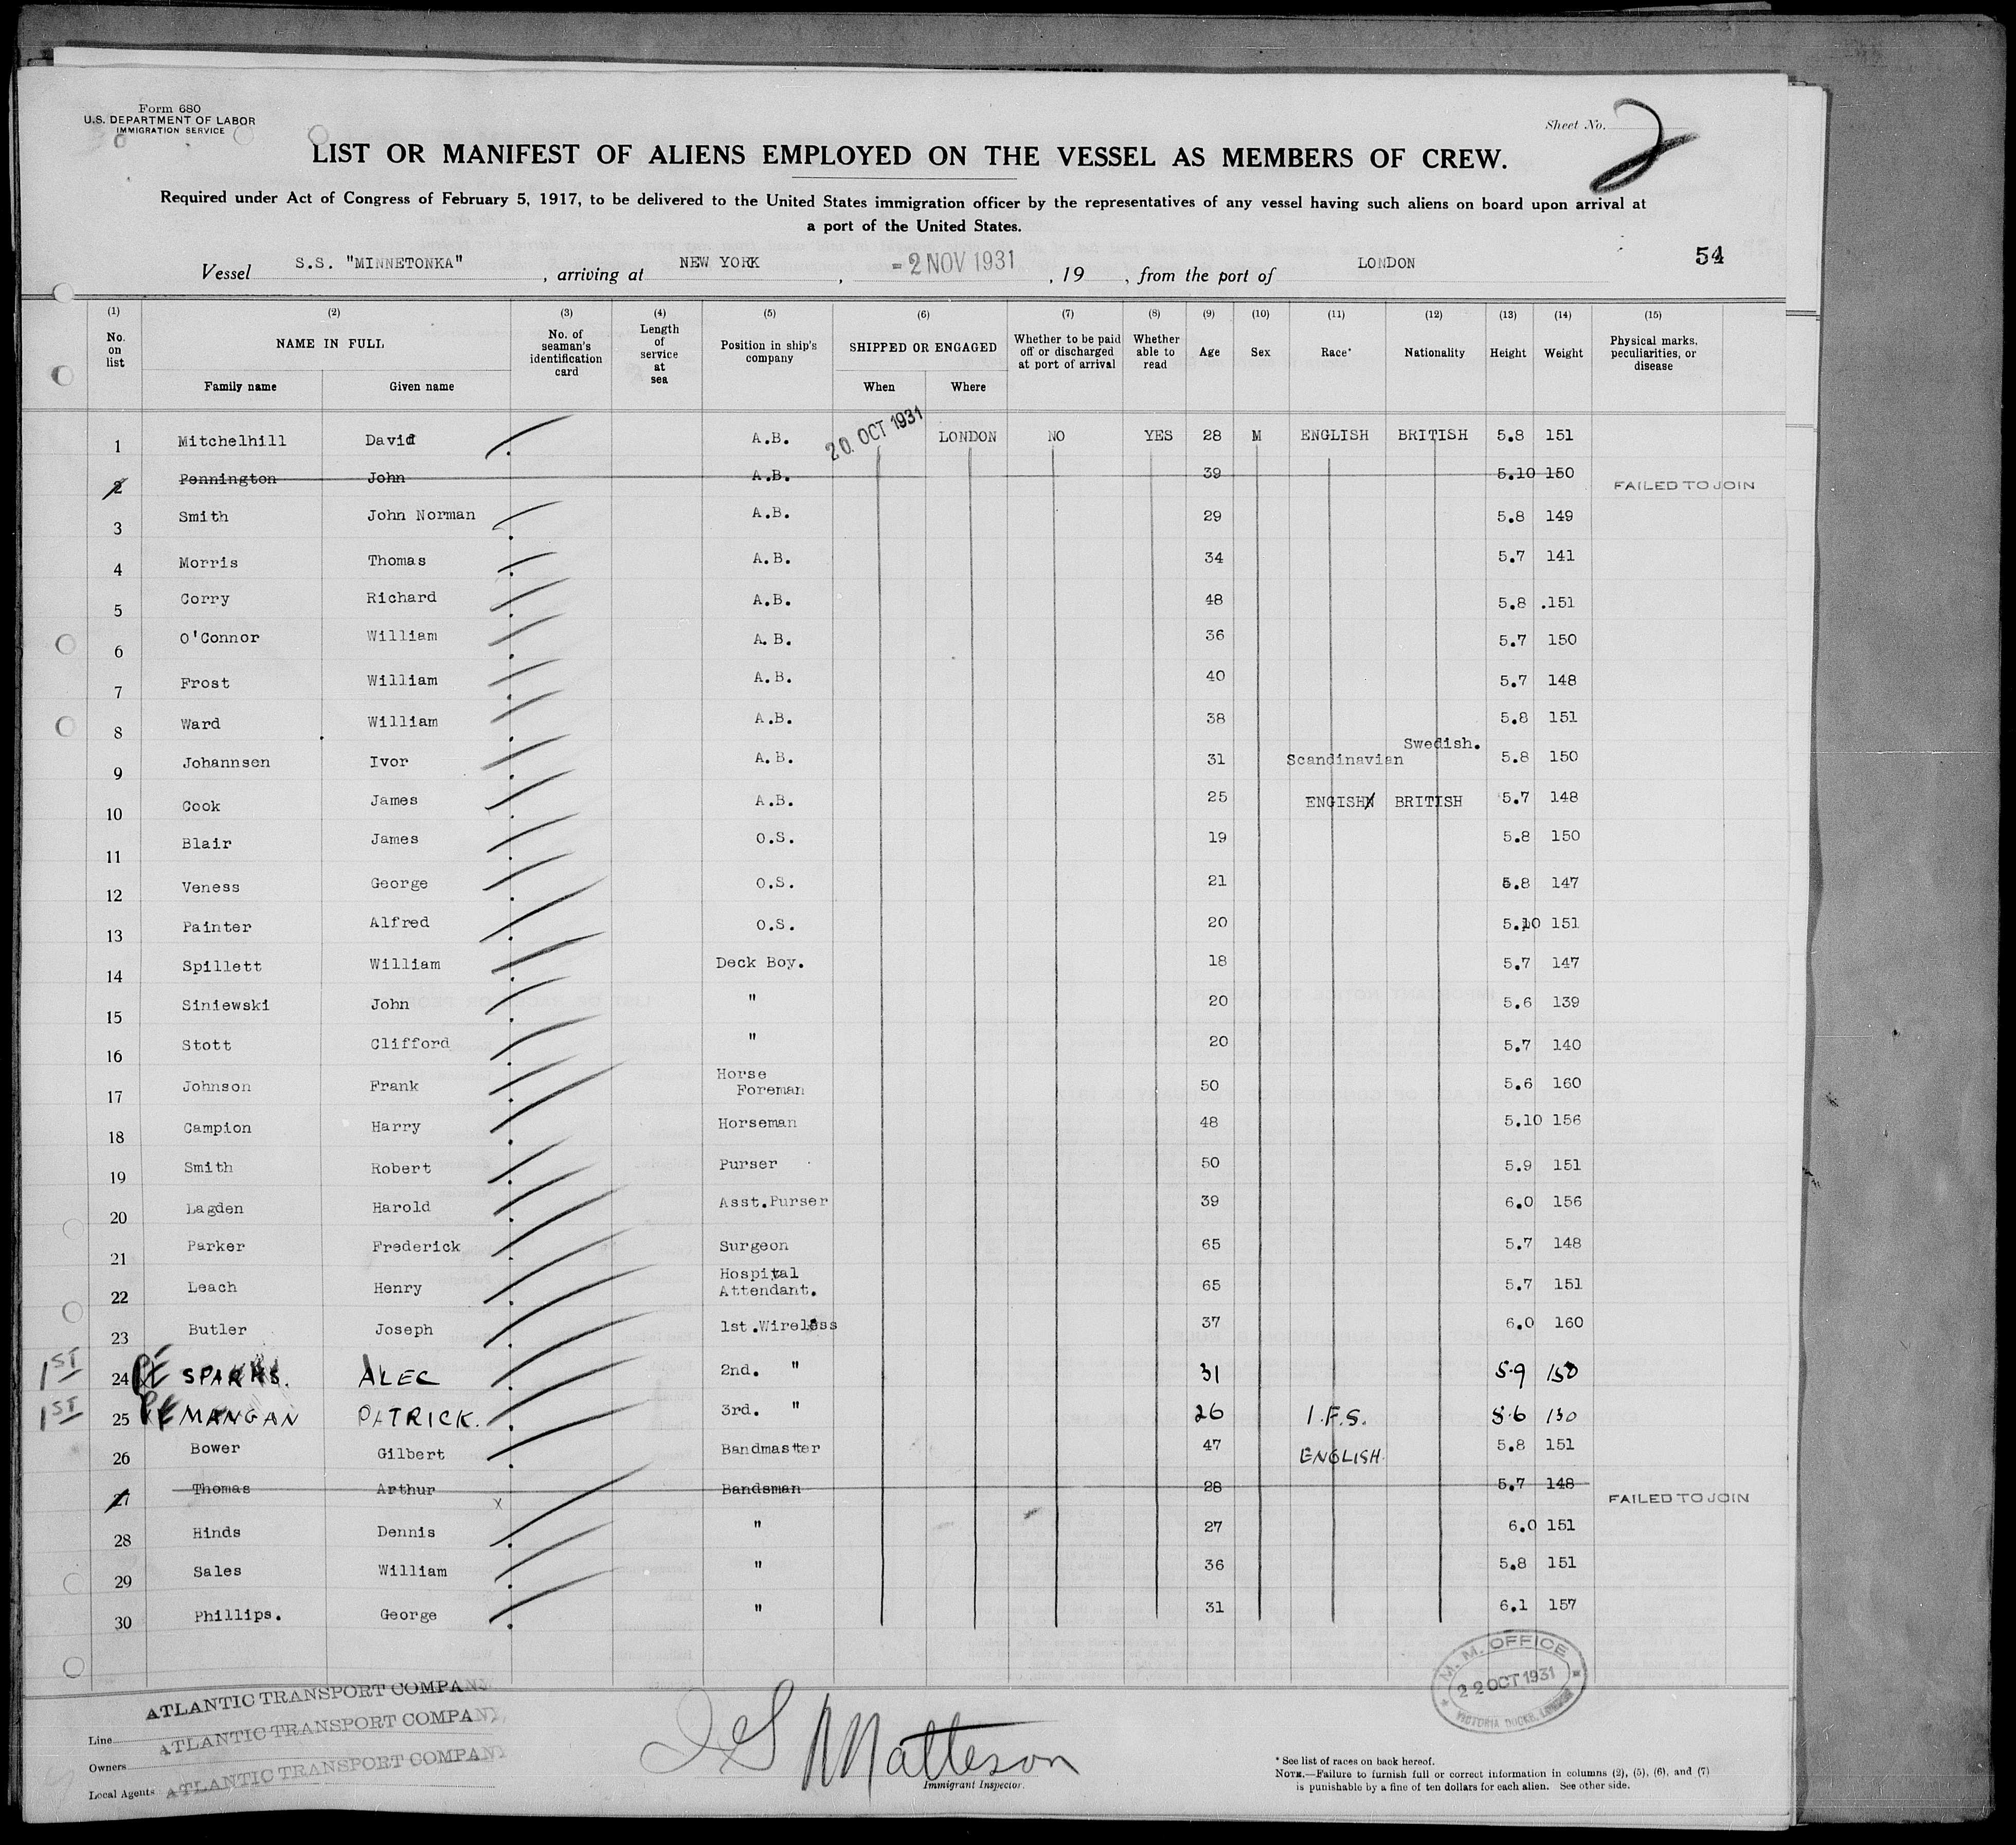 Form 680
U.S. DEPARTMENT OF LABOR
IMMIGRATION SERVICE
Sheet No. 2
LIST OR MANIFEST OF ALIENS EMPLOYED ON THE VESSEL AS MEMBERS OF CREW.
Required under Act of Congress of February 5, 1917, to be delivered to the United States immigration officer by the representatives of any vessel having such aliens on board upon arrival at
a port of the United States.
54
Vessel S.S. "MINNETONKA", arriving at NEW YORK, -2 NOV 1931, 19 , from the port of LONDON
(1) (2) (3) (4) (5) (6) (7) (8) (9) (10) (11) (12) (13) (14) (15)
No. on list NAME IN FULL No. of seaman's identification card Length of service at sea Position in ship's company SHIPPED OR ENGAGED Whether to be paid off or discharged at port of arrival Whether able to read Age Sex Race* Nationality Height Weight Physical marks, peculiarities, or disease
Family name Given name When Where
1 Mitchelhill David A.B. 20 OCT 1931 LONDON NO YES 28 M ENGLISH BRITISH 5.8 151
2 Pennington John A.B. 39 5.10 150 FAILED TO JOIN
3 Smith John Norman A.B. 29 5.8 149
4 Morris Thomas A.B. 34 5.7 141
5 Corry Richard A.B. 48 5.8 .151
6 O'Connor William A.B. 36 5.7 150
7 Frost William A.B. 40 5.7 148
8 Ward William A.B. 38 5.8 151
9 Johannsen Ivor A.B. 31 Scandinavian Swedish. 5.8 150
10 Cook James A.B. 25 ENGISH BRITISH 5.7 148
11 Blair James O.S. 19 5.8 150
12 Veness George O.S. 21 5.8 147
13 Painter Alfred O.S. 20 5.10 151
14 Spillett William Deck Boy. 18 5.7 147
15 Siniewski John " 20 5.6 139
16 Stott Clifford " 20 5.7 140
17 Johnson Frank Horse Foreman 50 5.6 160
18 Campion Harry Horseman 48 5.10 156
19 Smith Robert Purser 50 5.9 151
20 Lagden Harold Asst.Purser 39 6.0 156
21 Parker Frederick Surgeon 65 5.7 148
22 Leach Henry Hospital Attendant. 65 5.7 151
23 Butler Joseph 1st.Wireless 37 6.0 160
1ST 24 SPARKS. ALEC 2nd. " 31 5.9 150
1ST 25 MANGAN PATRICK. 3rd. " 26 I.F.S. 5.6 130
26 Bower Gilbert Bandmaster 47 ENGLISH 5.8 151
27 Thomas Arthur x Bandsman 28 5.7 148 FAILED TO JOIN
28 Hinds Dennis " 27 6.0 151
29 Sales William " 36 5.8 151
30 Phillips. George " 31 6.1 157
M.M. OFFICE
22 OCT 1931
VICTORIA DOCKS, LONDON
Line ATLANTIC TRANSPORT COMPANY
Owners ATLANTIC TRANSPORT COMPANY,
Local Agents ATLANTIC TRANSPORT COMPANY
Matteson
Immigrant Inspector.
* See list of races on back hereof.
NOTE.—Failure to furnish full or correct information in columns (2), (5), (6), and (7)
is punishable by a fine of ten dollars for each alien. See other side.